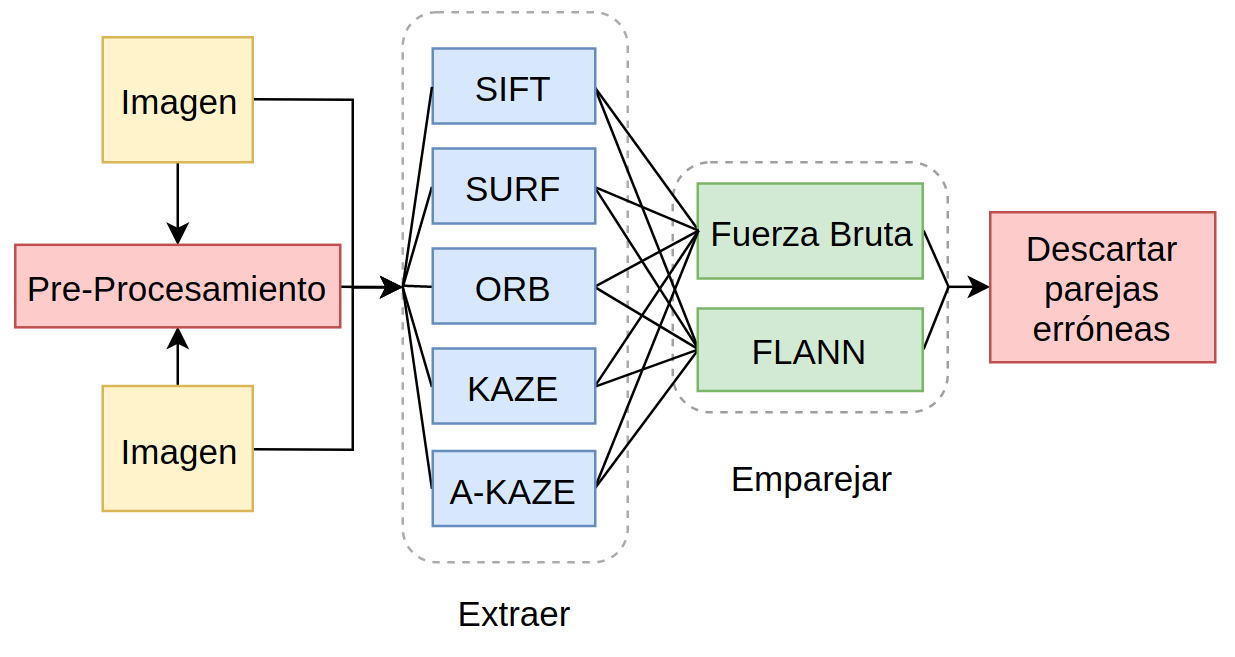 Imagen
Pre-Procesamiento
Imagen
SIFT
SURF
ORB
KAZE
A-KAZE
Extraer
Fuerza Bruta
FLANN
Emparejar
Descartar
parejas
erróneas